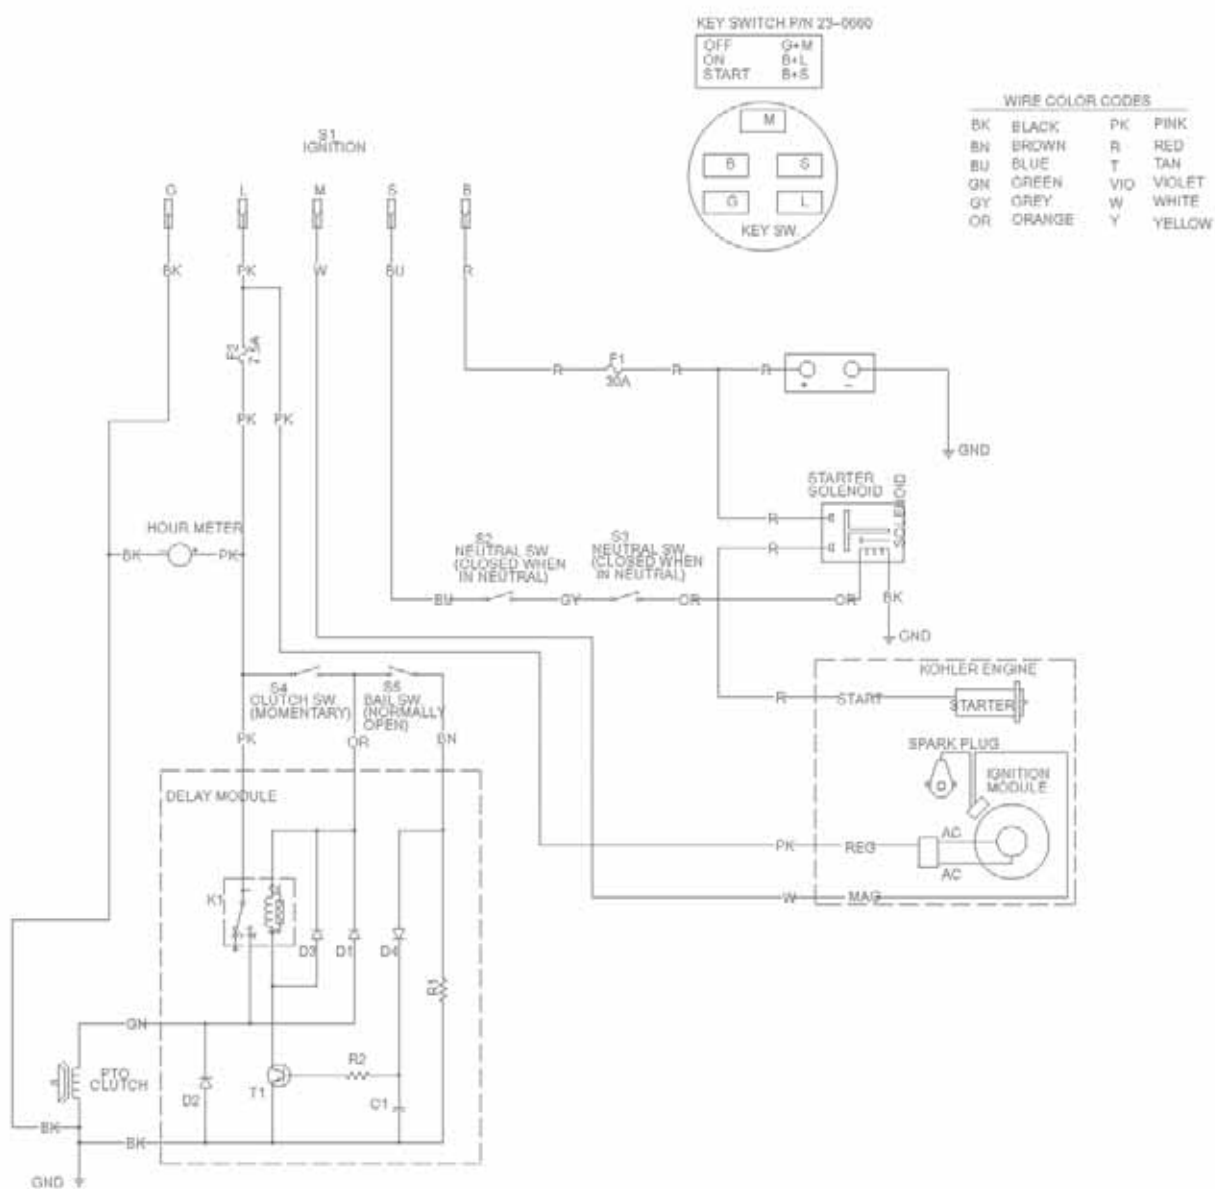 KEY SWITCH P/N 23-0660
OFF G+M
ON B+L
START B+S
M
B S
G L
KEY SW.
WIRE COLOR CODES
BK BLACK PK PINK
BN BROWN R RED
BU BLUE T TAN
GN GREEN VIO VIOLET
GY GREY W WHITE
OR ORANGE Y YELLOW
S1
IGNITION
G L M S B
BK PK W BU R
F2
7.5A
PK PK
R F1 R R
30A
+ -
GND
STARTER
SOLENOID
SOLENOID
R
R
HOUR METER
BK PK
S2
NEUTRAL SW
(CLOSED WHEN
IN NEUTRAL)
S3
NEUTRAL SW
(CLOSED WHEN
IN NEUTRAL)
BU GY OR OR BK
GND
S4
CLUTCH SW.
(MOMENTARY)
S5
BAIL SW.
(NORMALLY
OPEN)
PK OR BN
KOHLER ENGINE
R START STARTER
SPARK PLUG
IGNITION
MODULE
AC
PK REG
AC
W MAG
DELAY MODULE
K1
D3 D1 D4
R1
GN
PTO
CLUTCH
D2
T1
R2
C1
BK
BK
GND